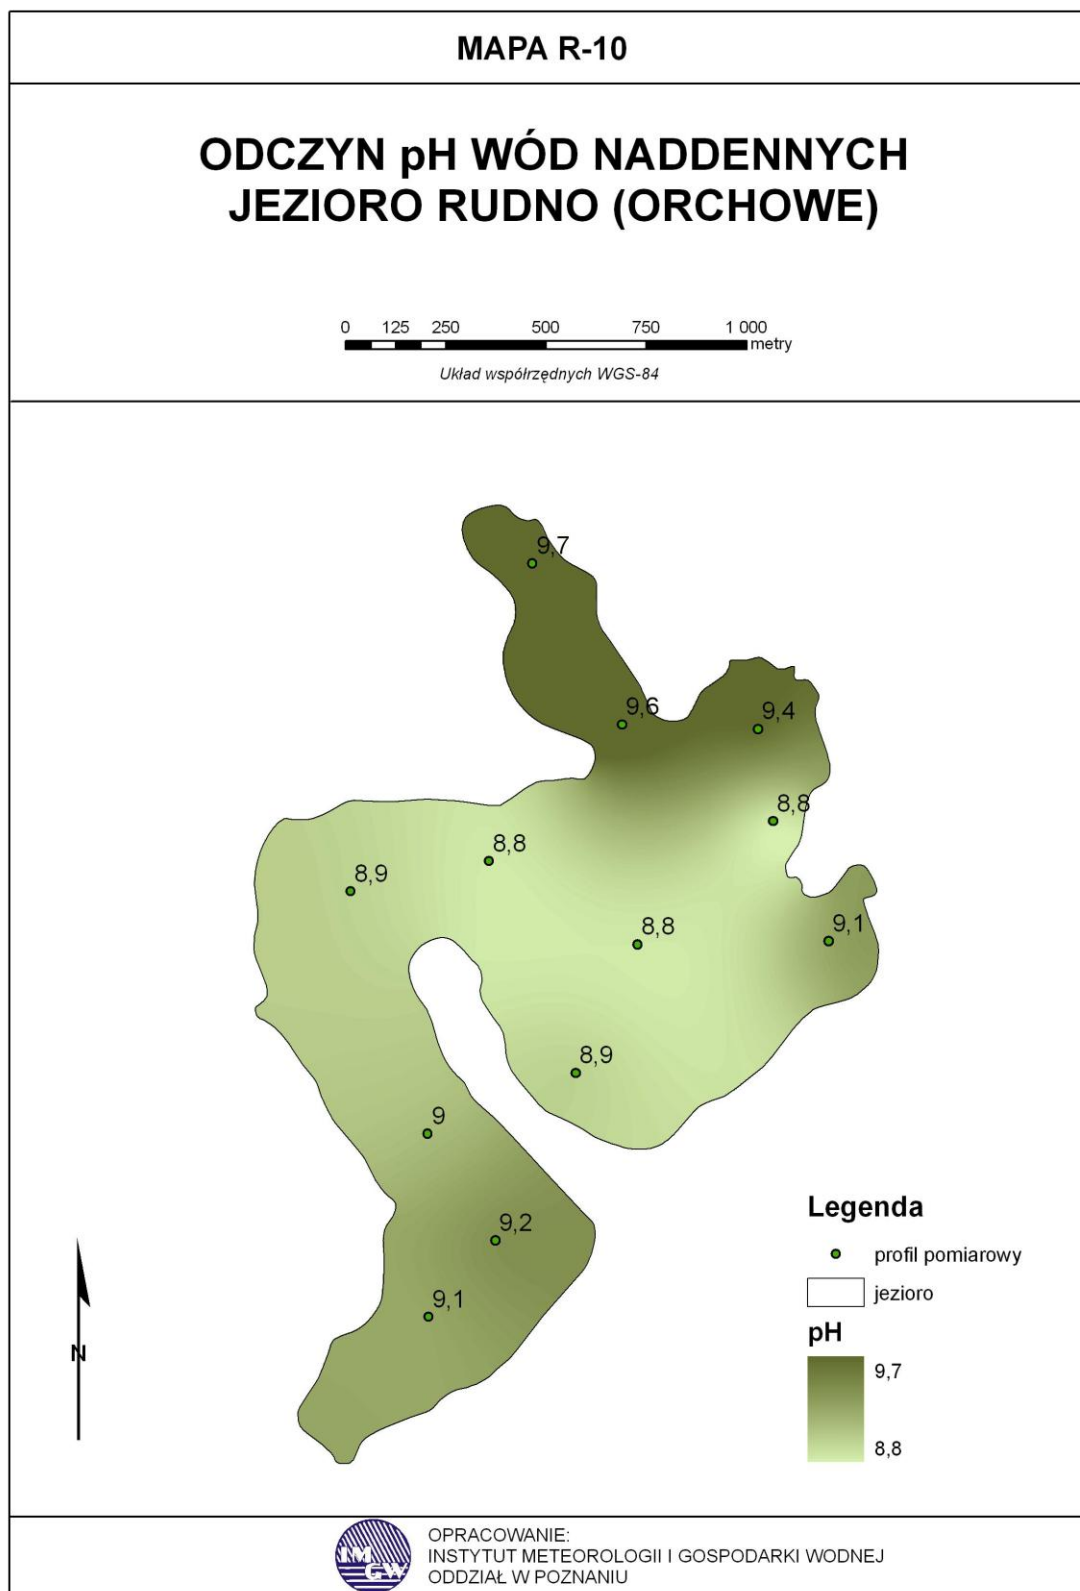 MAPA R-10
ODCZYN pH WÓD NADDENNYCH
JEZIORO RUDNO (ORCHOWE)
0 125 250 500 750 1 000
metry
Układ współrzędnych WGS-84
9,7
9,6
9,4
8,8
8,8
8,9
8,8
9,1
8,9
9
9,2
9,1
N
Legenda
profil pomiarowy
jezioro
pH
9,7
8,8
IM
GW
OPRACOWANIE:
INSTYTUT METEOROLOGII I GOSPODARKI WODNEJ
ODDZIAŁ W POZNANIU